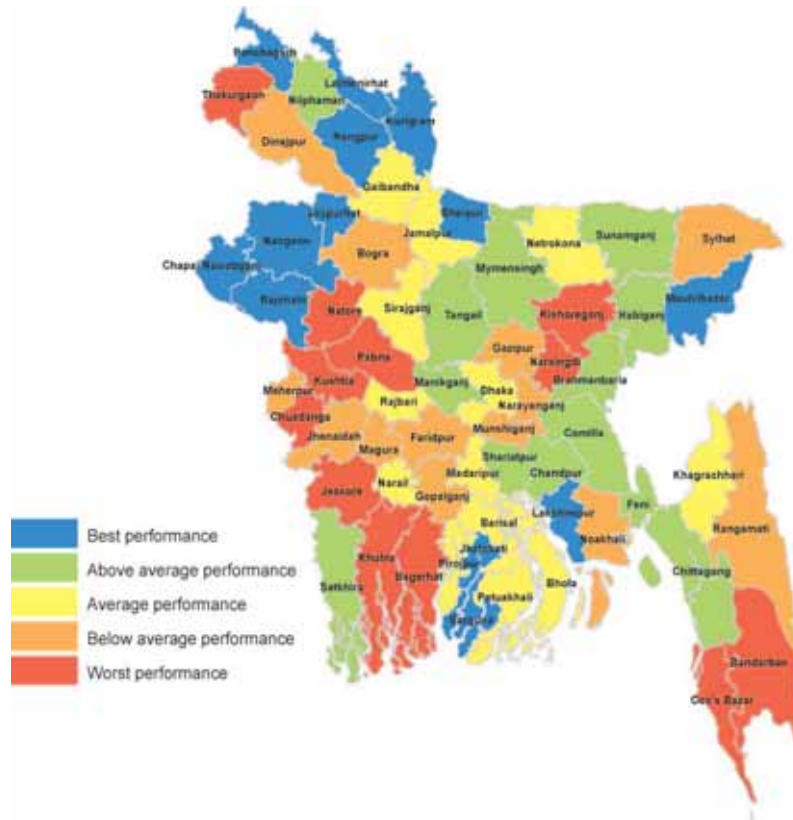 Panchagarh
Lalmonirhat
Thakurgaon
Nilphamari
Kurigram
Rangpur
Dinajpur
Gaibandha
Joypurhat
Sherpur
Naogaon
Jamalpur
Netrokona
Sunamganj
Sylhet
Bogra
Mymensingh
Chapai Nawabganj
Moulvibazar
Rajshahi
Natore
Sirajganj
Tangail
Kishoreganj
Habiganj
Gazipur
Pabna
Narsingdi
Kushtia
Manikganj
Brahmanbaria
Meherpur
Dhaka
Rajbari
Narayanganj
Chuadanga
Munshiganj
Jhenaidah
Faridpur
Comilla
Magura
Shariatpur
Madaripur
Chandpur
Khagrachhari
Narail
Jessore
Gopalganj
Feni
Lakshmipur
Barisal
Rangamati
Noakhali
Jhalokati
Khulna
Pirojpur
Bagerhat
Chittagong
Bhola
Satkhira
Patuakhali
Barguna
Bandarban
Cox's Bazar
Best performance
Above average performance
Average performance
Below average performance
Worst performance